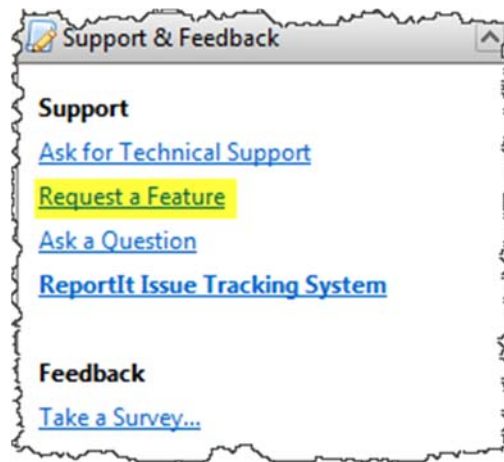 Support & Feedback
Support
Ask for Technical Support
Request a Feature
Ask a Question
ReportIt Issue Tracking System
Feedback
Take a Survey...